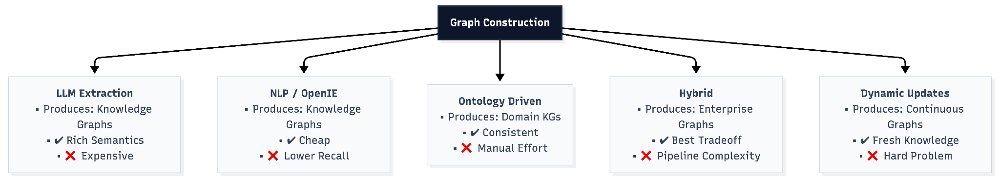 Graph Construction
LLM Extraction
▪ Produces: Knowledge
Graphs
▪ ✔ Rich Semantics
▪ ❌ Expensive
NLP / OpenIE
▪ Produces: Knowledge
Graphs
▪ ✔ Cheap
▪ ❌ Lower Recall
Ontology Driven
▪ Produces: Domain KGs
▪ ✔ Consistent
▪ ❌ Manual Effort
Hybrid
▪ Produces: Enterprise
Graphs
▪ ✔ Best Tradeoff
▪ ❌ Pipeline Complexity
Dynamic Updates
▪ Produces: Continuous
Graphs
▪ ✔ Fresh Knowledge
▪ ❌ Hard Problem